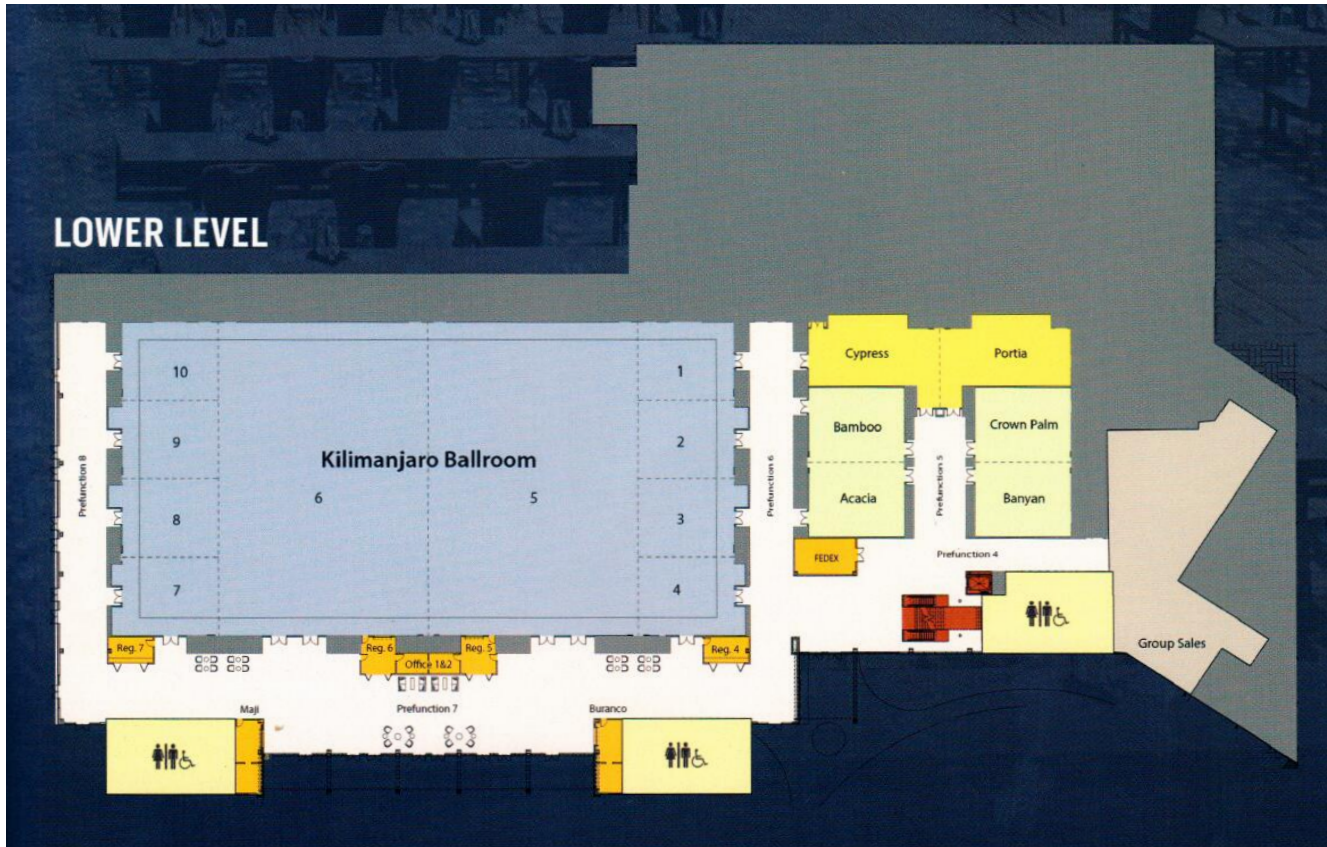 LOWER LEVEL
10
9
8
7
Kilimanjaro Ballroom
6
5
1
2
3
4
Prefunction 8
Prefunction 6
Cypress
Portia
Bamboo
Crown Palm
Acacia
Banyan
Prefunction 5
FEDEX
Prefunction 4
Group Sales
Reg. 7
Reg. 6
Office 1&2
Reg. 5
Reg. 4
Maji
Prefunction 7
Buranco